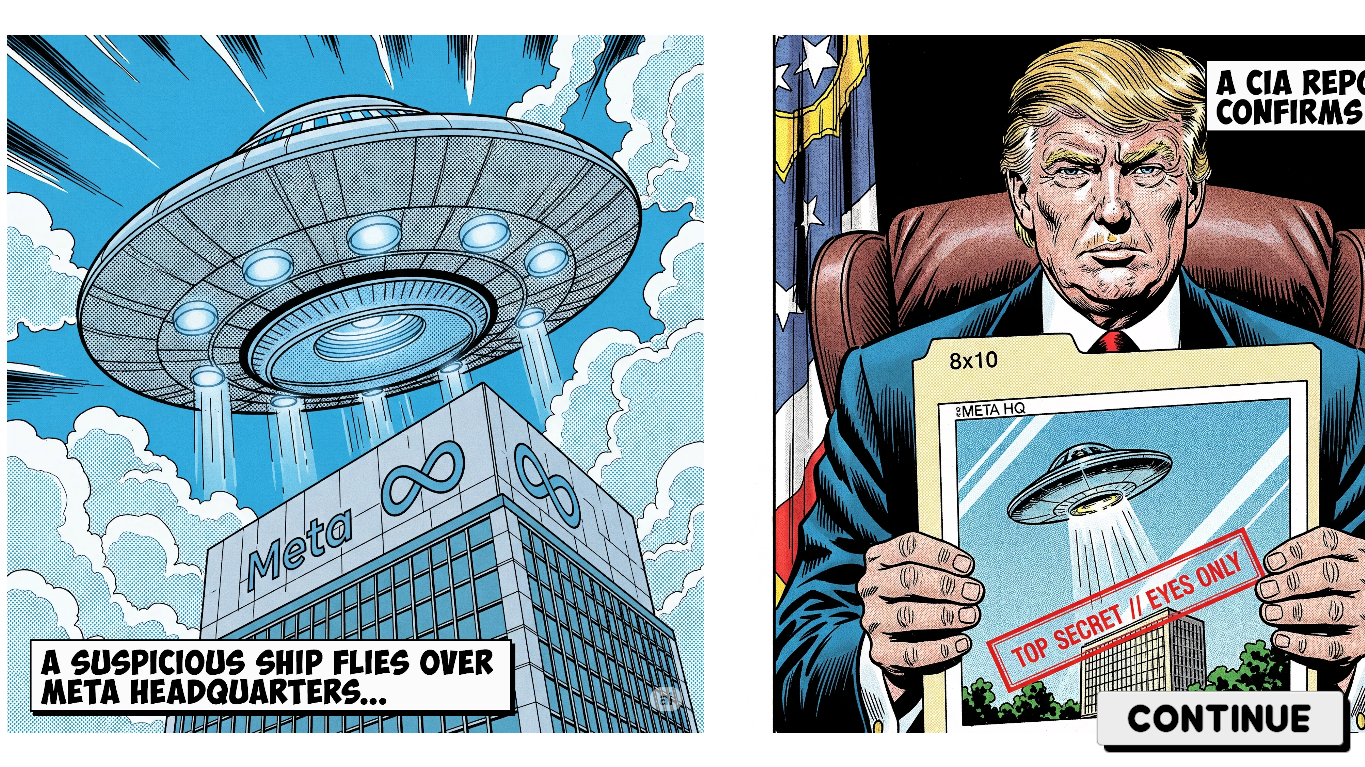 Meta
A SUSPICIOUS SHIP FLIES OVER
META HEADQUARTERS...
A CIA REPO
CONFIRMS
8x10
META HQ
TOP SECRET // EYES ONLY
CONTINUE